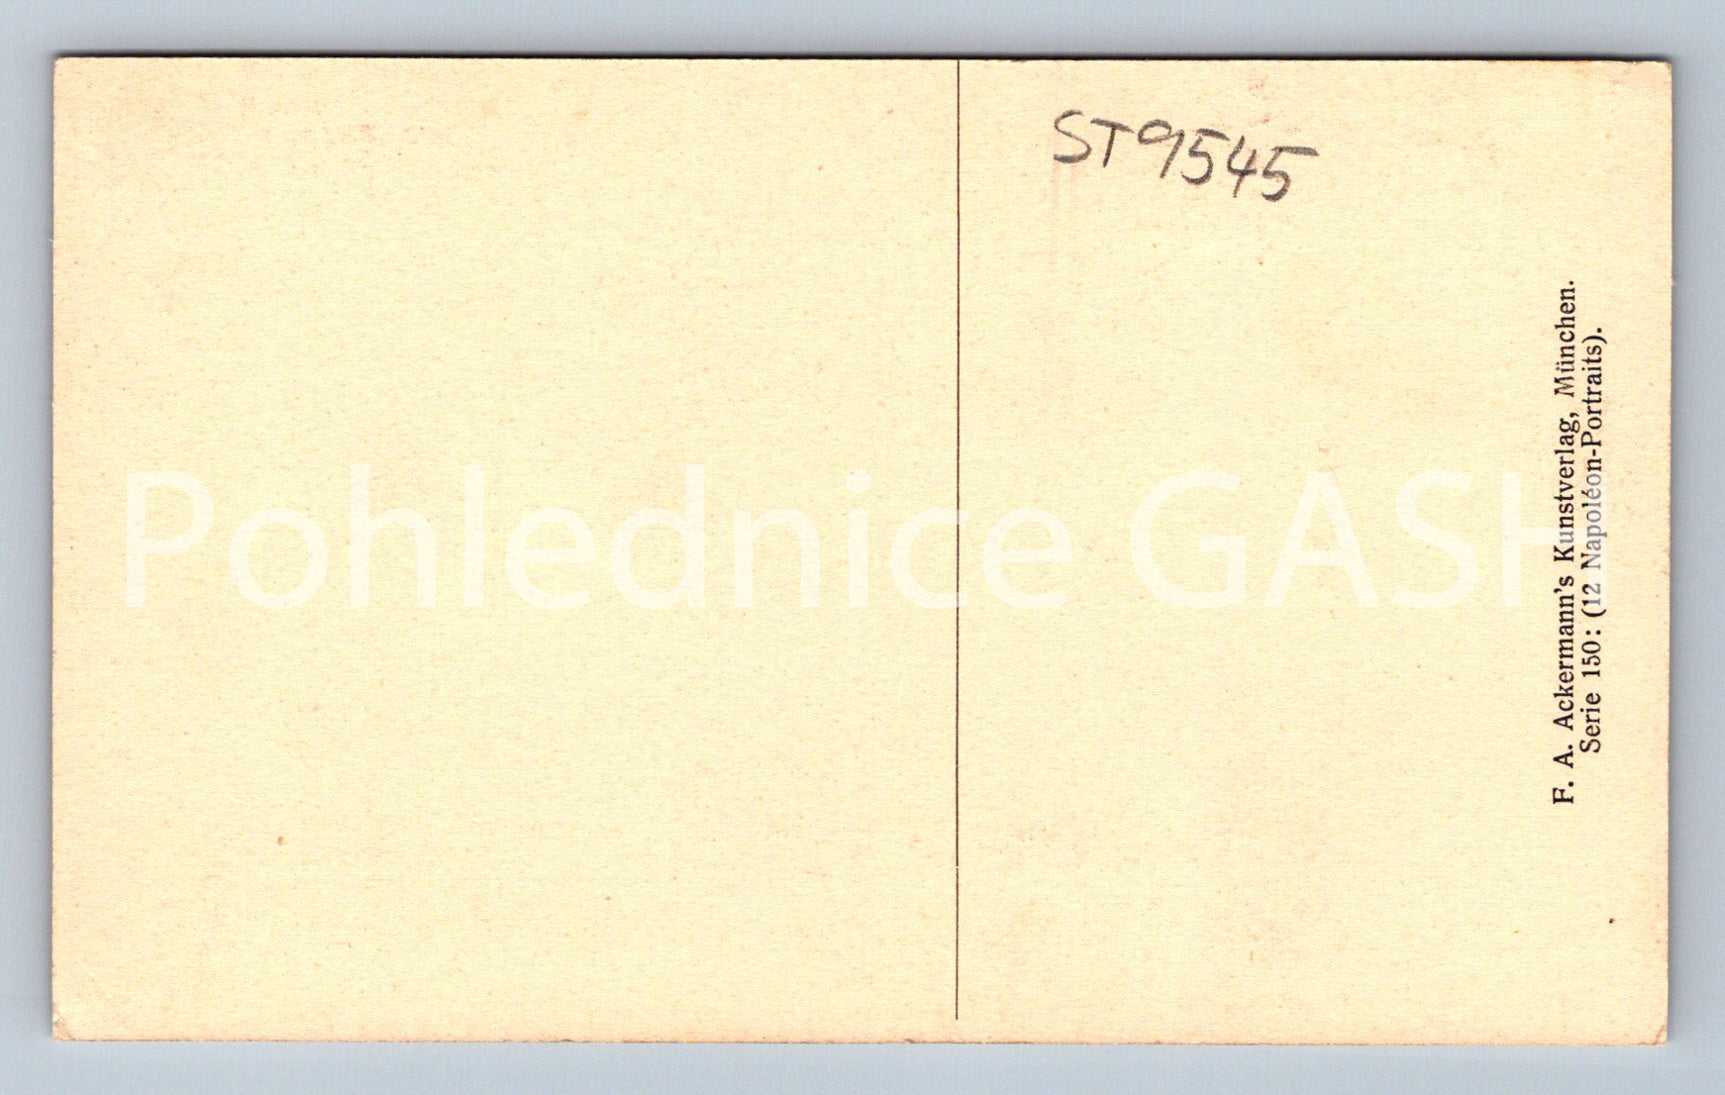 ST9545
F. A. Ackermann's Kunstverlag, München.
Serie 150: (12 Napoléon-Portraits).
Pohlednice GASH